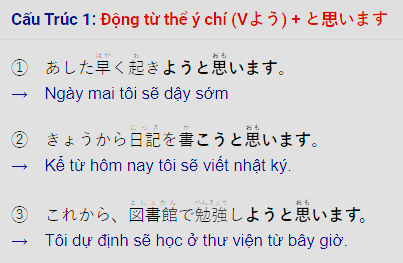 Cấu Trúc 1: Động từ thể ý chí (Vよう) + と思います
① あした早く起きようと思います。
→ Ngày mai tôi sẽ dậy sớm
② きょうから日記を書こうと思います。
→ Kể từ hôm nay tôi sẽ viết nhật ký.
③ これから、図書館で勉強しようと思います。
→ Tôi dự định sẽ học ở thư viện từ bây giờ.